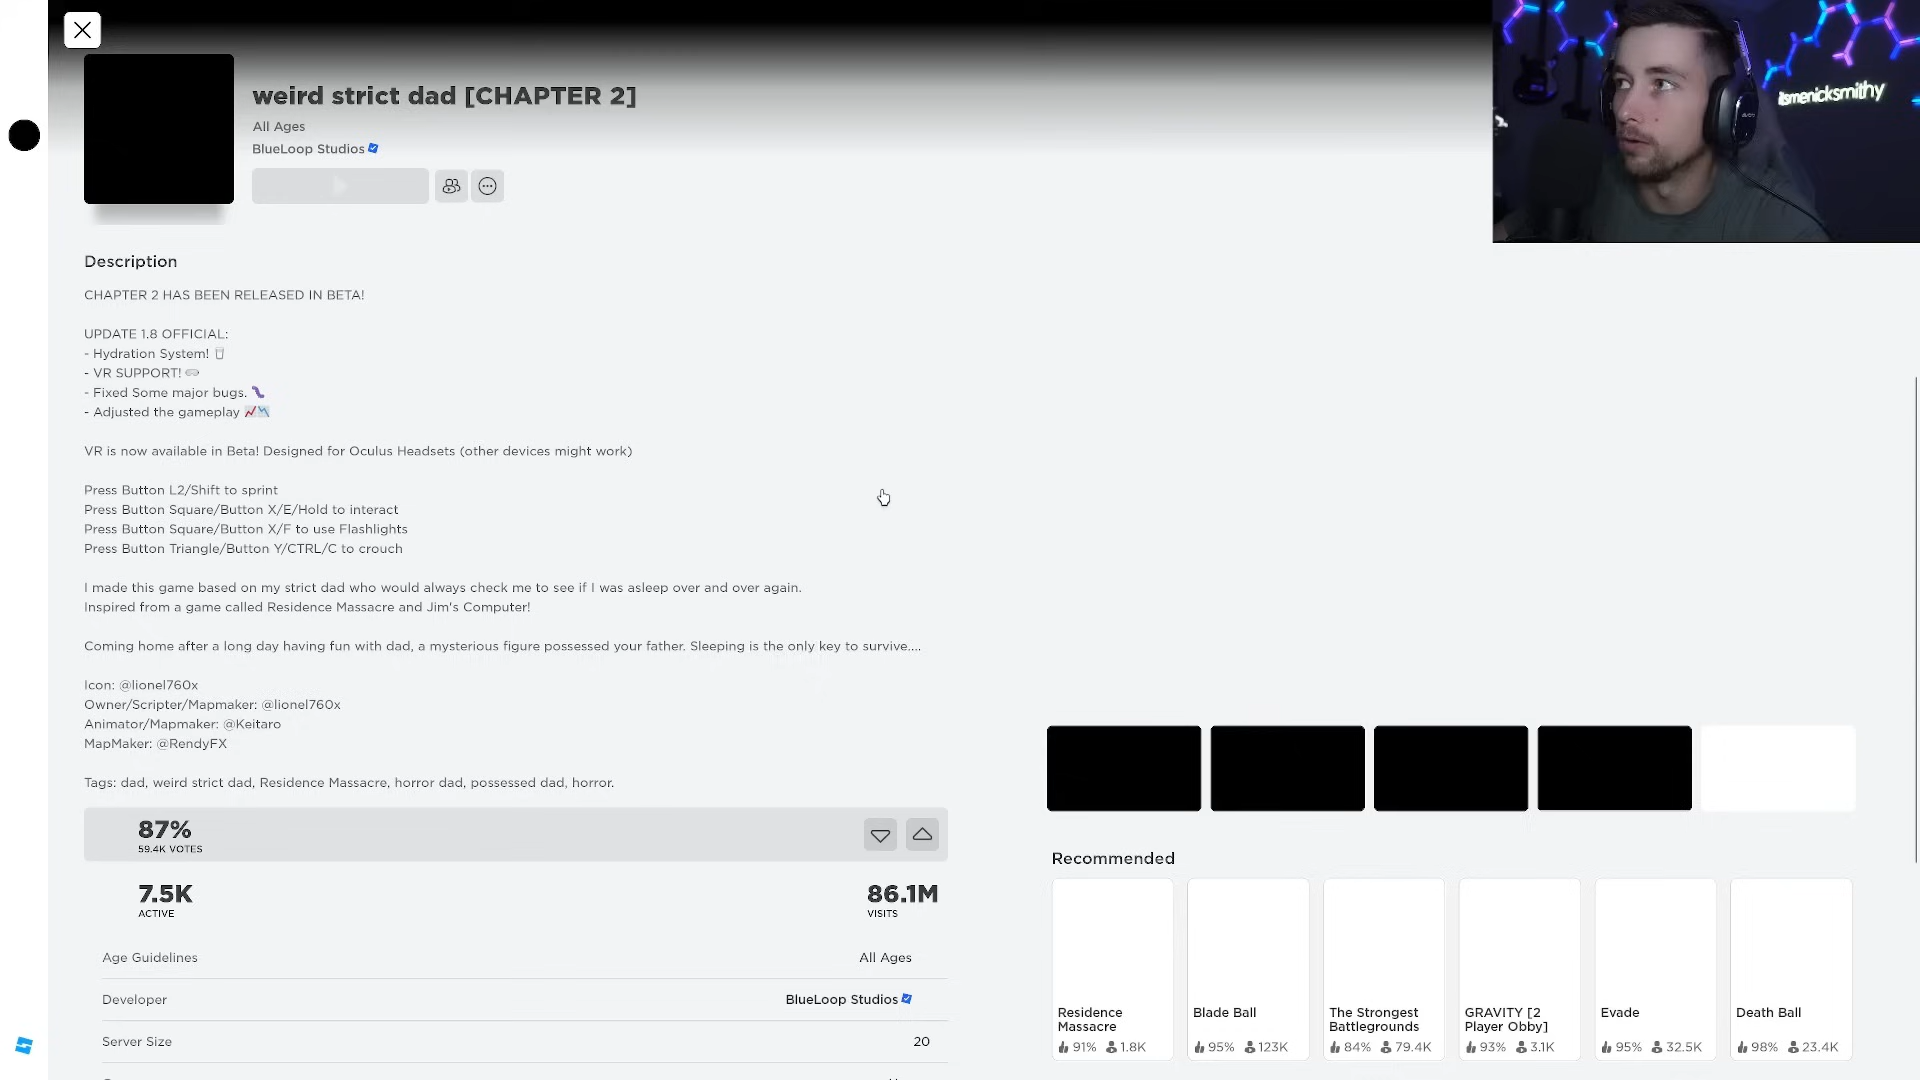 weird strict dad [CHAPTER 2]
All Ages
BlueLoop Studios
itsmenicksmithy
Description
CHAPTER 2 HAS BEEN RELEASED IN BETA!
UPDATE 1.8 OFFICIAL:
- Hydration System! 🥛
- VR SUPPORT! 🥽
- Fixed Some major bugs. 🐛
- Adjusted the gameplay 📈📉
VR is now available in Beta! Designed for Oculus Headsets (other devices might work)
Press Button L2/Shift to sprint
Press Button Square/Button X/E/Hold to interact
Press Button Square/Button X/F to use Flashlights
Press Button Triangle/Button Y/CTRL/C to crouch
I made this game based on my strict dad who would always check me to see if I was asleep over and over again.
Inspired from a game called Residence Massacre and Jim's Computer!
Coming home after a long day having fun with dad, a mysterious figure possessed your father. Sleeping is the only key to survive....
Icon: @lionel760x
Owner/Scripter/Mapmaker: @lionel760x
Animator/Mapmaker: @Keitaro
MapMaker: @RendyFX
Tags: dad, weird strict dad, Residence Massacre, horror dad, possessed dad, horror.
87%
59.4K VOTES
7.5K
ACTIVE
86.1M
VISITS
Age Guidelines All Ages
Developer BlueLoop Studios
Server Size 20
Recommended
Residence
Massacre
91% 1.8K
Blade Ball
95% 123K
The Strongest
Battlegrounds
84% 79.4K
GRAVITY [2
Player Obby]
93% 3.1K
Evade
95% 32.5K
Death Ball
98% 23.4K